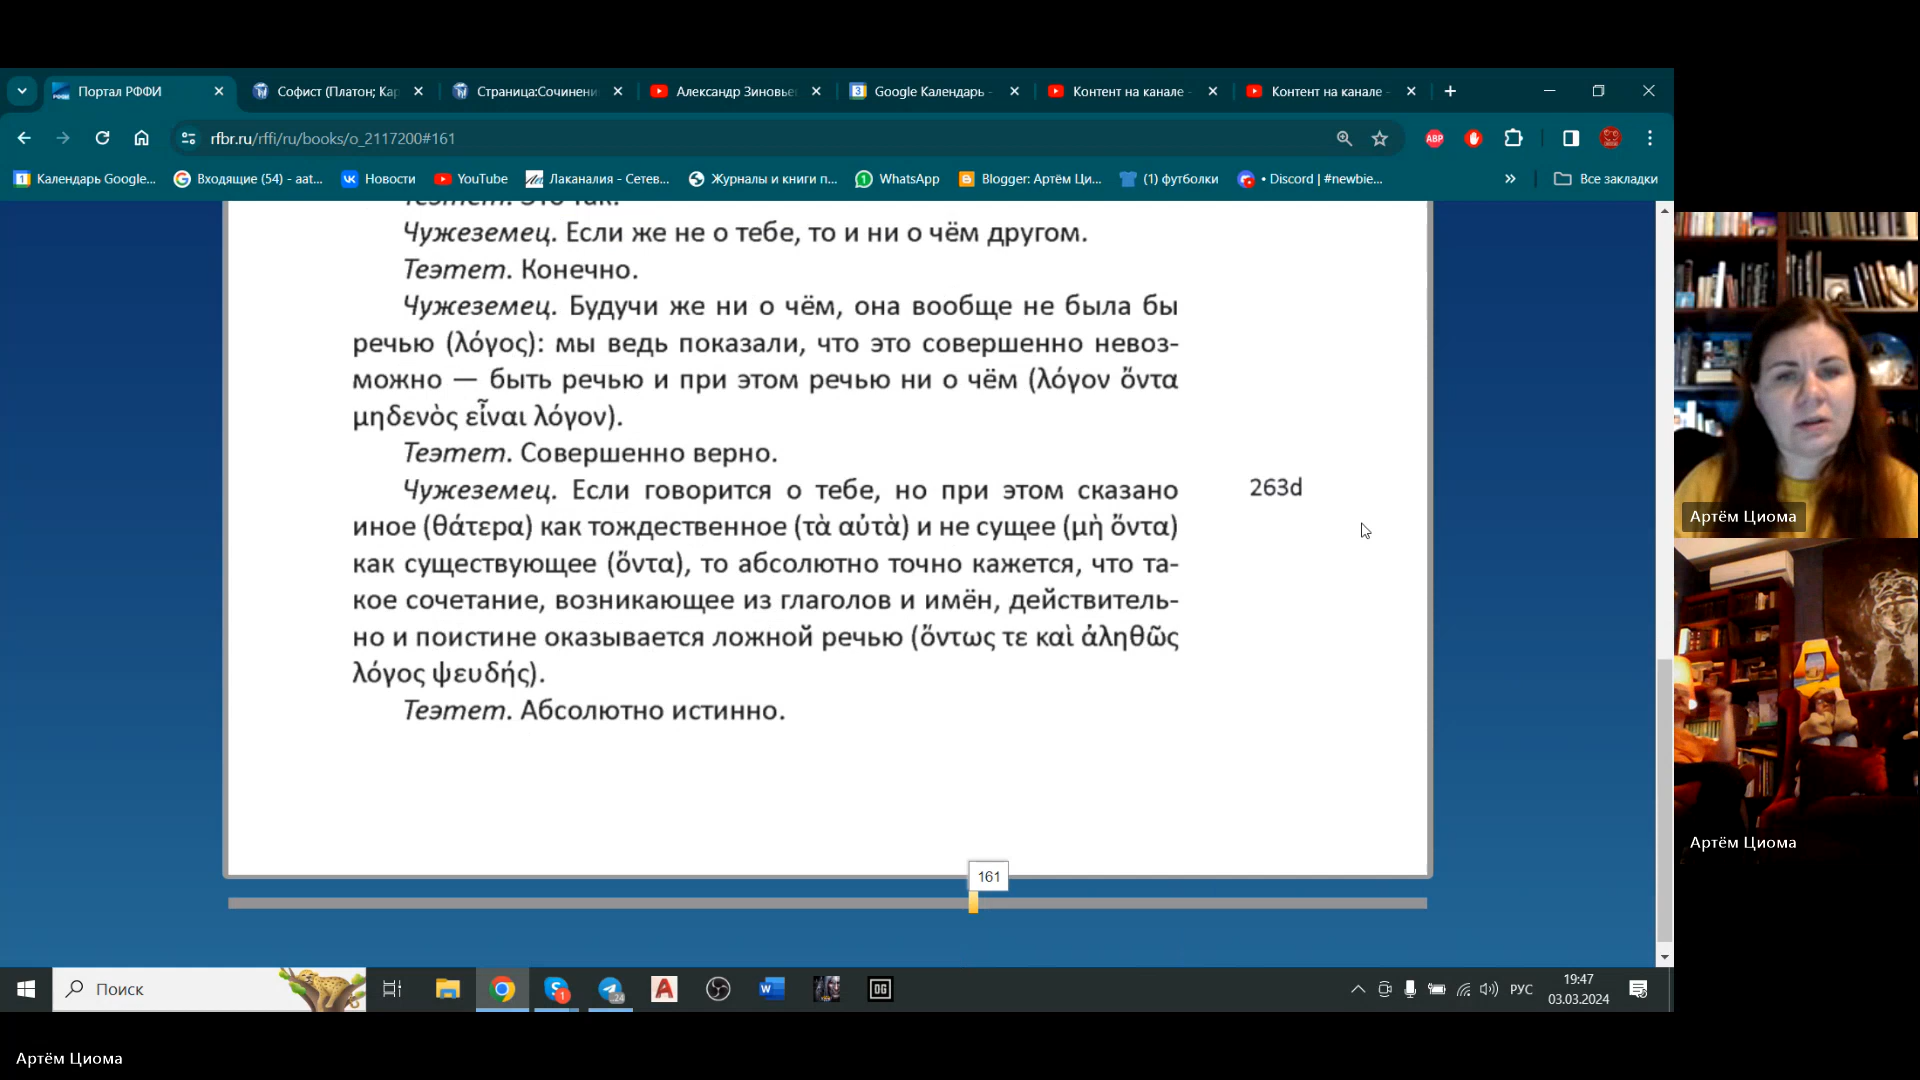 Портал РФФИ
Софист (Платон; Кар
Страница:Сочинени
Александр Зиновье
Google Календарь -
Контент на канале -
Контент на канале -
rfbr.ru/rffi/ru/books/o_2117200#161
ABP
Календарь Google...
Входящие (54) - aat...
Новости
YouTube
Лаканалия - Сетев...
Журналы и книги п...
WhatsApp
Blogger: Артём Ци...
(1) футболки
• Discord | #newbie...
»
Все закладки
Теэтет. Это так.
Чужеземец. Если же не о тебе, то и ни о чём другом.
Теэтет. Конечно.
Чужеземец. Будучи же ни о чём, она вообще не была бы
речью (λόγος): мы ведь показали, что это совершенно невоз-
можно — быть речью и при этом речью ни о чём (λόγον ὄντα
μηδενὸς εἶναι λόγον).
Теэтет. Совершенно верно.
Чужеземец. Если говорится о тебе, но при этом сказано
263d
иное (θάτερα) как тождественное (τὰ αὐτὰ) и не сущее (μὴ ὄντα)
как существующее (ὄντα), то абсолютно точно кажется, что та-
кое сочетание, возникающее из глаголов и имён, действитель-
но и поистине оказывается ложной речью (ὄντως τε καὶ ἀληθῶς
λόγος ψευδής).
Теэтет. Абсолютно истинно.
161
Артём Циома
Артём Циома
Поиск
1
24
DG
РУС
19:47
03.03.2024
Артём Циома